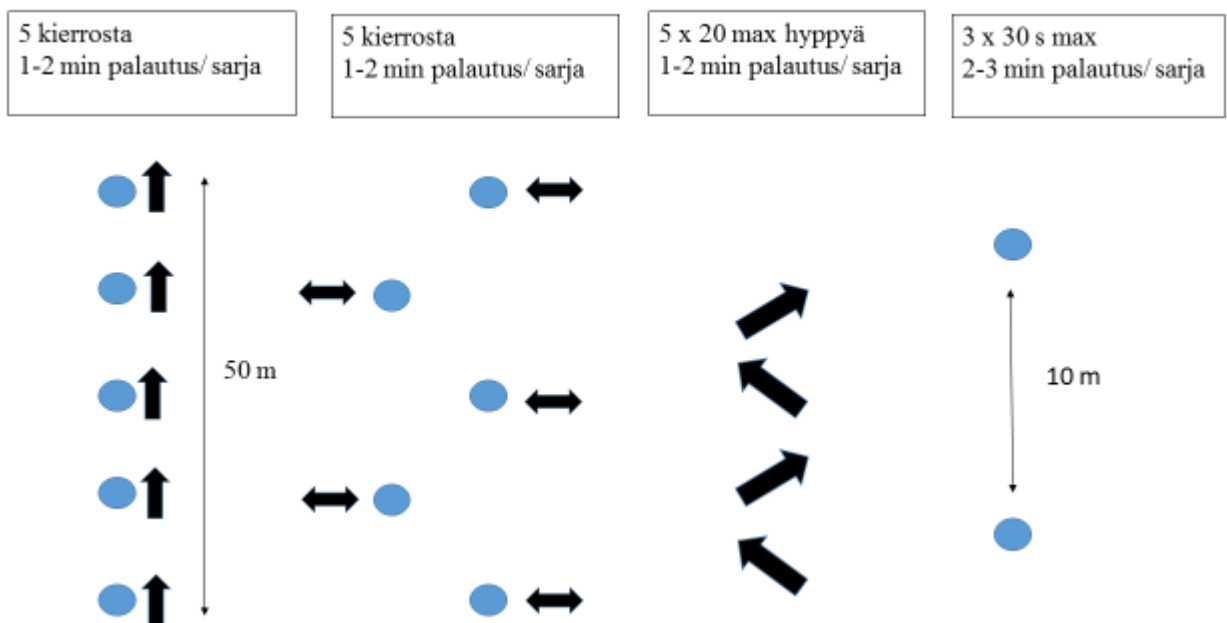 5 kierrosta
1-2 min palautus/ sarja
5 kierrosta
1-2 min palautus/ sarja
5 x 20 max hyppyä
1-2 min palautus/ sarja
3 x 30 s max
2-3 min palautus/ sarja
50 m
10 m